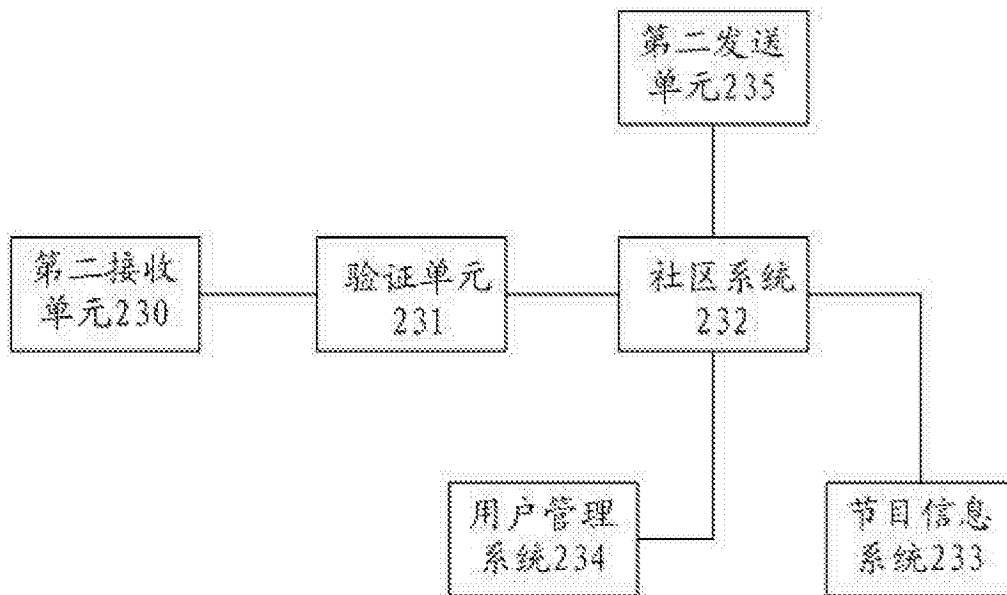 第二发送
单元235
第二接收
单元230
验证单元
231
社区系统
232
用户管理
系统234
节目信息
系统233